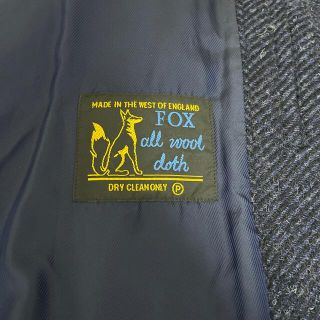 MADE IN THE WEST OF ENGLAND
FOX
all wool
cloth
DRY CLEAN ONLY P